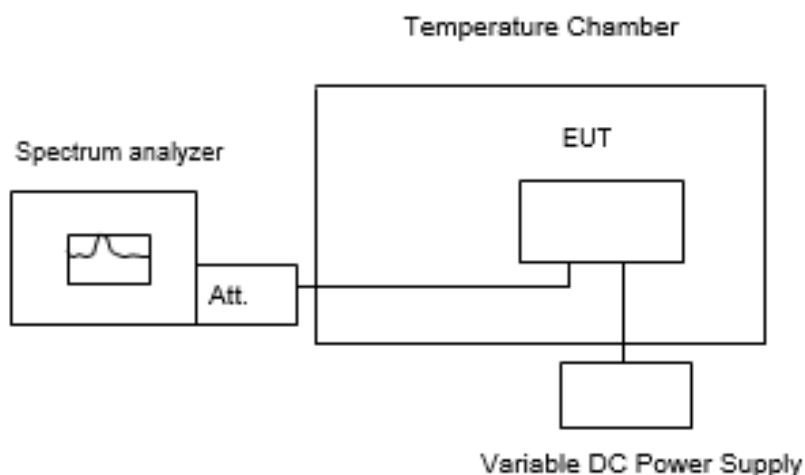 Temperature Chamber
EUT
Spectrum analyzer
Att.
Variable DC Power Supply